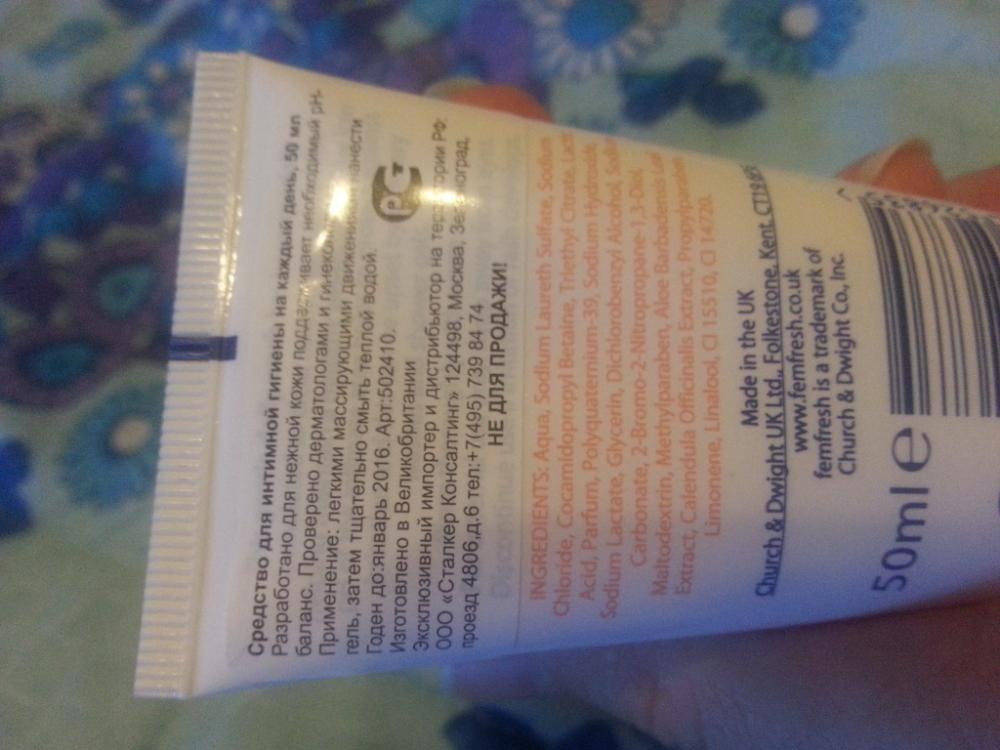 Средство для интимной гигиены на каждый день, 50 мл
Разработано для нежной кожи поддерживает необходимый рН-
баланс. Проверено дерматологами и
Применение: легкими массирующими нанести
гель, затем тщательно смыть теплой водой.
Годен до:январь 2016. Арт:502410.
Изготовлено в Великобритании
Эксклюзивный импортер и дистрибьютор на территории РФ:
ООО «Сталкер Консалтинг» 124498, Москва, Зеленоград,
проезд 4806,д.6 тел:+7(495) 739 84 74
НЕ ДЛЯ ПРОДАЖИ!
РСТ
INGREDIENTS: Aqua, Sodium Laureth Sulfate, Sodium
Chloride, Cocamidopropyl Betaine, Triethyl Citrate, Lactic
Acid, Parfum, Polyquaternium-39, Sodium Hydroxide,
Sodium Lactate, Glycerin, Dichlorobenzyl Alcohol, Sodium
Carbonate, 2-Bromo-2-Nitropropane-1,3-Diol,
Maltodextrin, Methylparaben, Aloe Barbadensis Leaf
Extract, Calendula Officinalis Extract, Propylparaben
Limonene, Linalool, CI 15510, CI 14720.
Made in the UK
Church & Dwight UK Ltd., Folkestone, Kent, CT19
www.femfresh.co.uk
femfresh is a trademark of
Church & Dwight Co, Inc.
50ml e